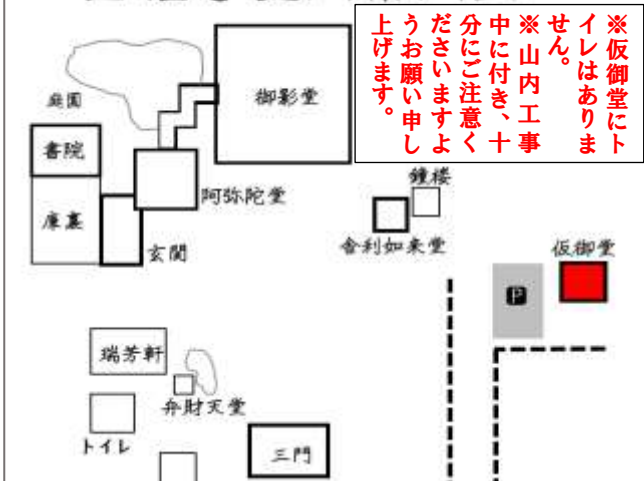 ※仮御堂にト
イレはありま
せん。
※山内工事
中に付き、十
分にご注意く
ださいますよ
うお願い申し
上げます。
御影堂
庭園
書院
阿弥陀堂
庫裏
玄関
鐘楼
舎利如来堂
仮御堂
P
瑞芳軒
弁財天堂
トイレ
三門